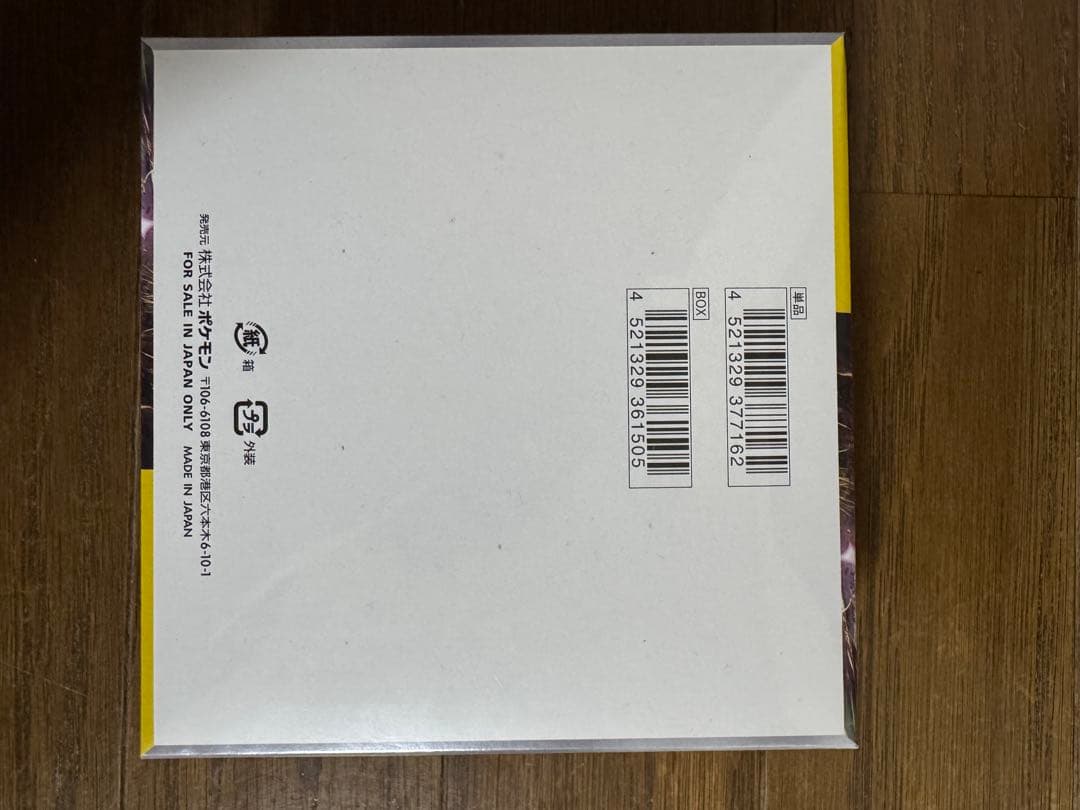 単品
4 521329 377162
BOX
4 521329 361505
紙 箱 プラ 外装
発売元 株式会社 ポケモン 〒106-6108 東京都港区六本木6-10-1
FOR SALE IN JAPAN ONLY MADE IN JAPAN